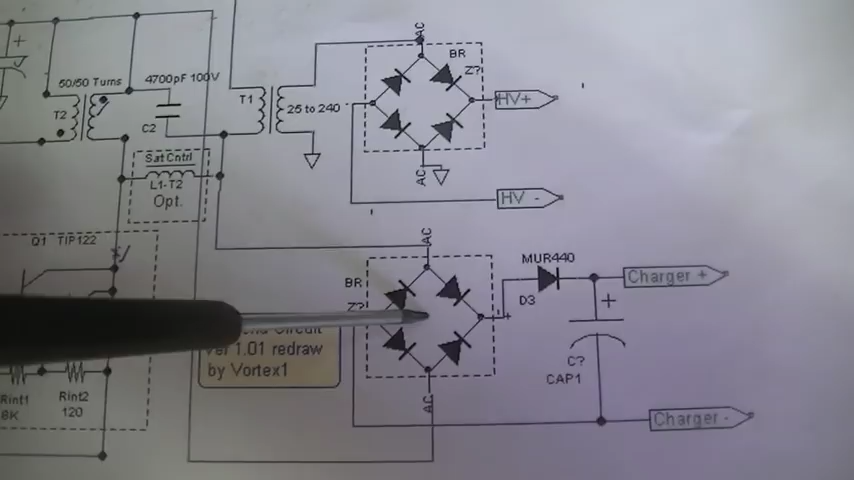 50/50 Turns
4700pF 100V
T2
C2
T1
25 to 240
AC
BR
Z?
HV+
AC
HV -
Sat Cntrl
L1-T2
Opt.
Q1 TIP122
AC
BR
Z?
MUR440
D3
Charger +
+
C?
CAP1
Charger -
AC
Circuit
ver 1.01 redraw
by Vortex1
Rint1
8K
Rint2
120
+